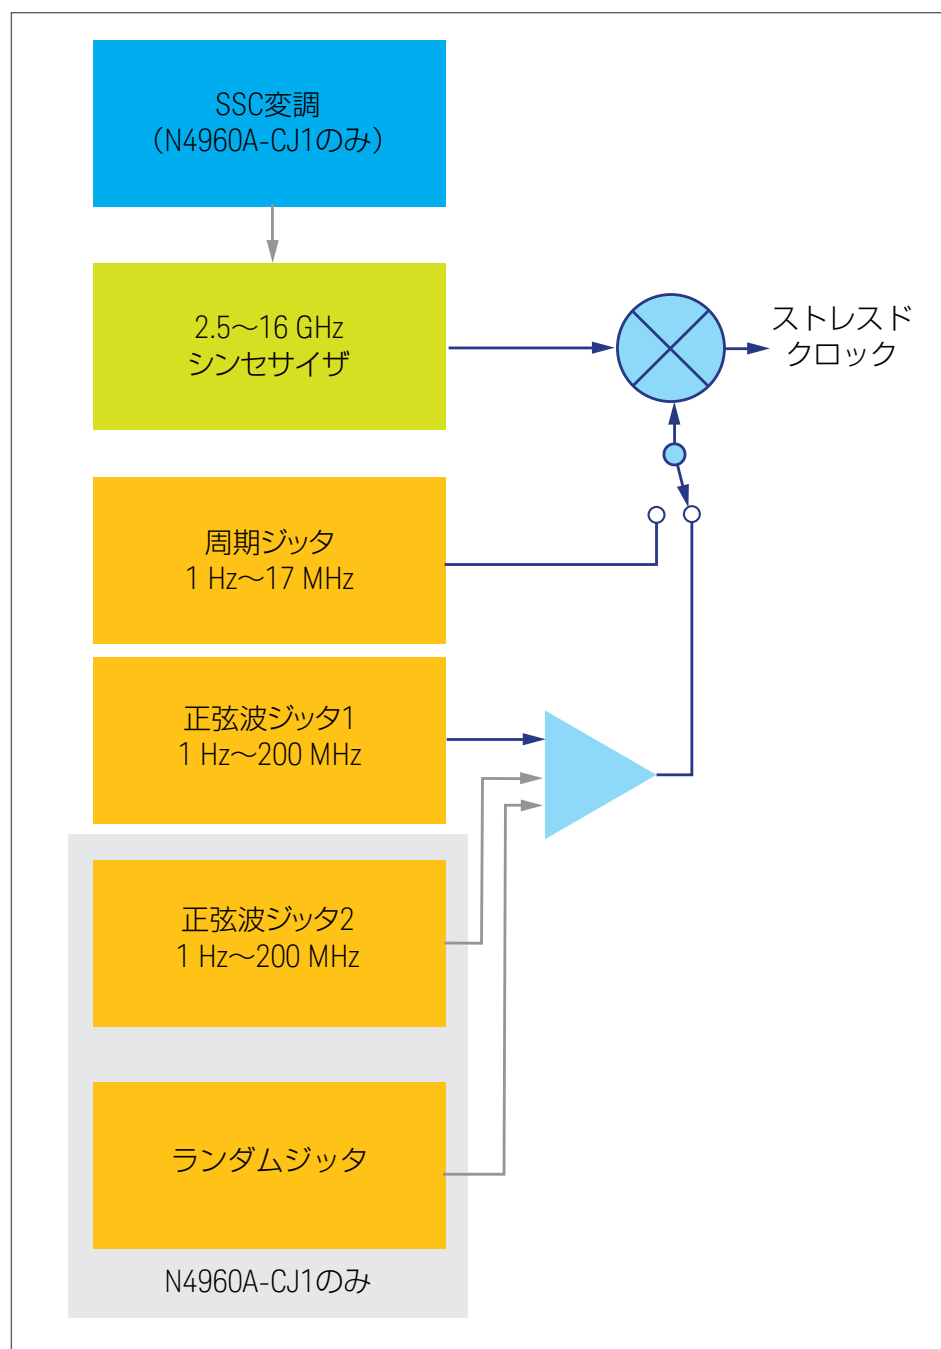 SSC変調
（N4960A-CJ1のみ）
2.5～16 GHz
シンセサイザ
ストレスド
クロック
周期ジッタ
1 Hz～17 MHz
正弦波ジッタ1
1 Hz～200 MHz
正弦波ジッタ2
1 Hz～200 MHz
ランダムジッタ
N4960A-CJ1のみ